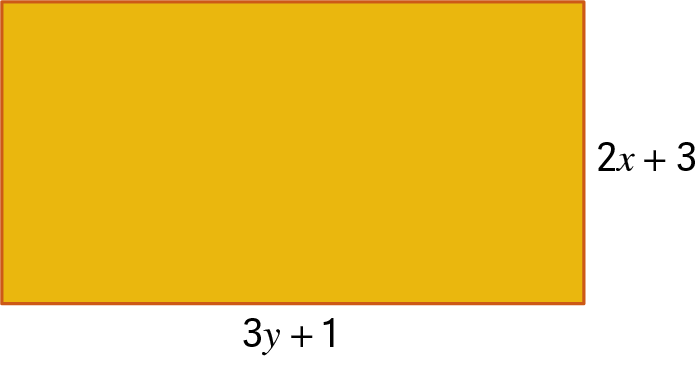 2x + 3
3y + 1